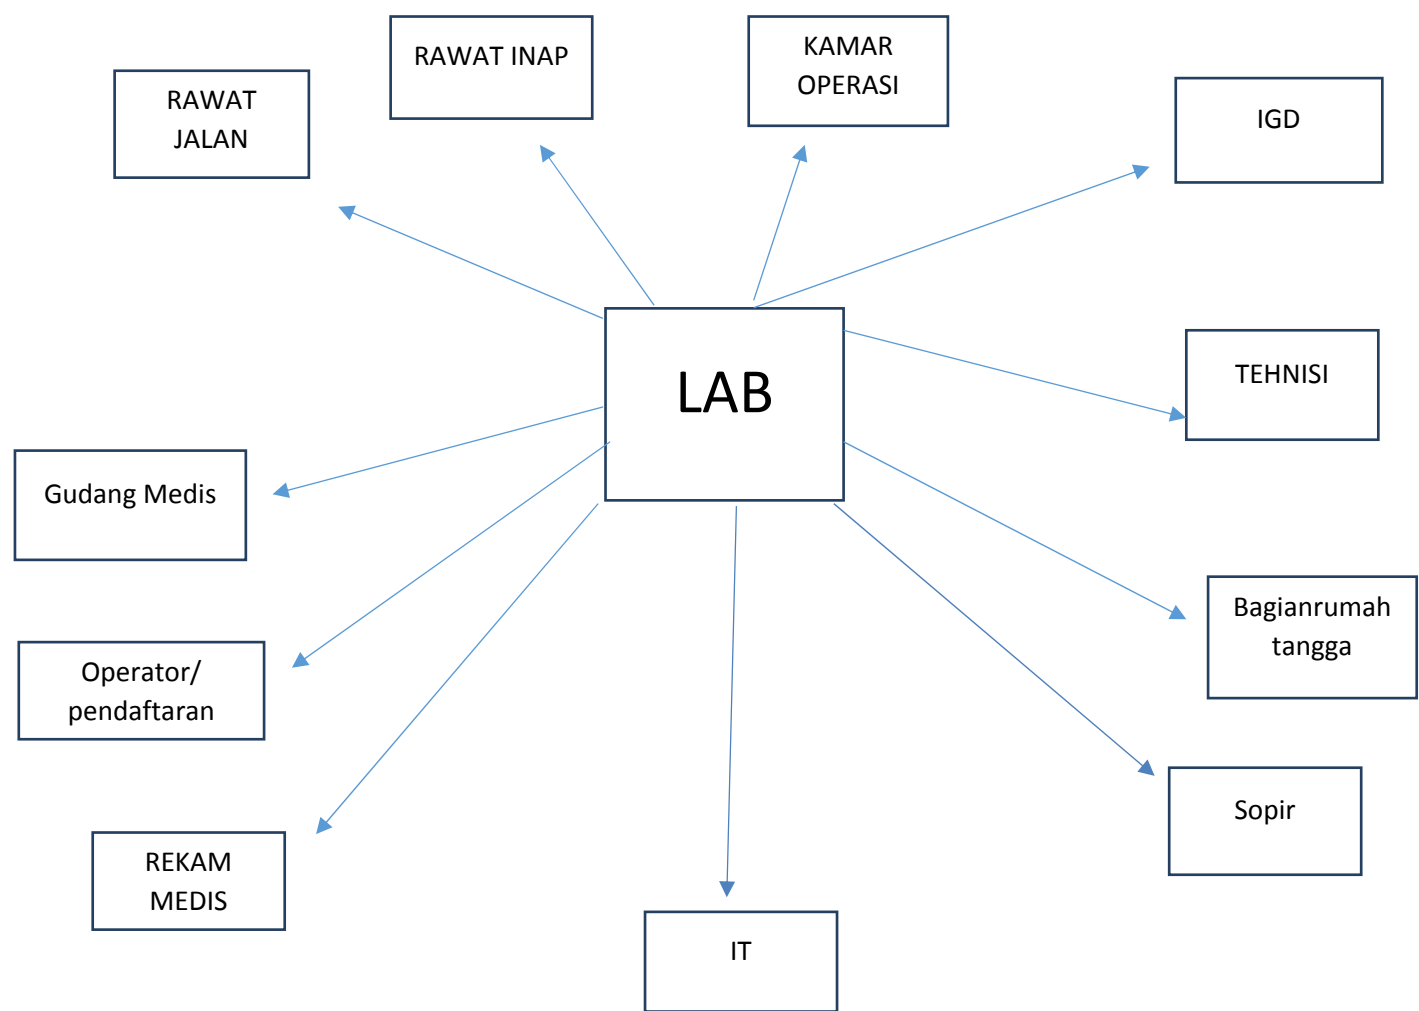 RAWAT INAP
KAMAR
OPERASI
RAWAT
JALAN
IGD
LAB
TEHNISI
Gudang Medis
Bagianrumah
tangga
Operator/
pendaftaran
Sopir
REKAM
MEDIS
IT